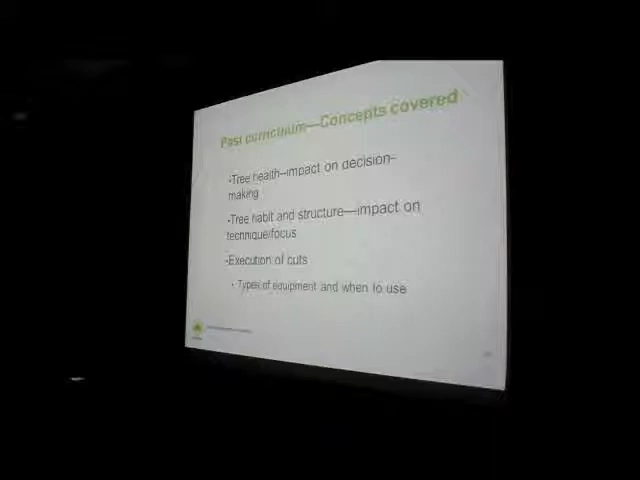 Past curriculum—Concepts covered
•Tree health–impact on decision-
making
•Tree habit and structure—impact on
technique/focus
•Execution of cuts
• Types of equipment and when to use